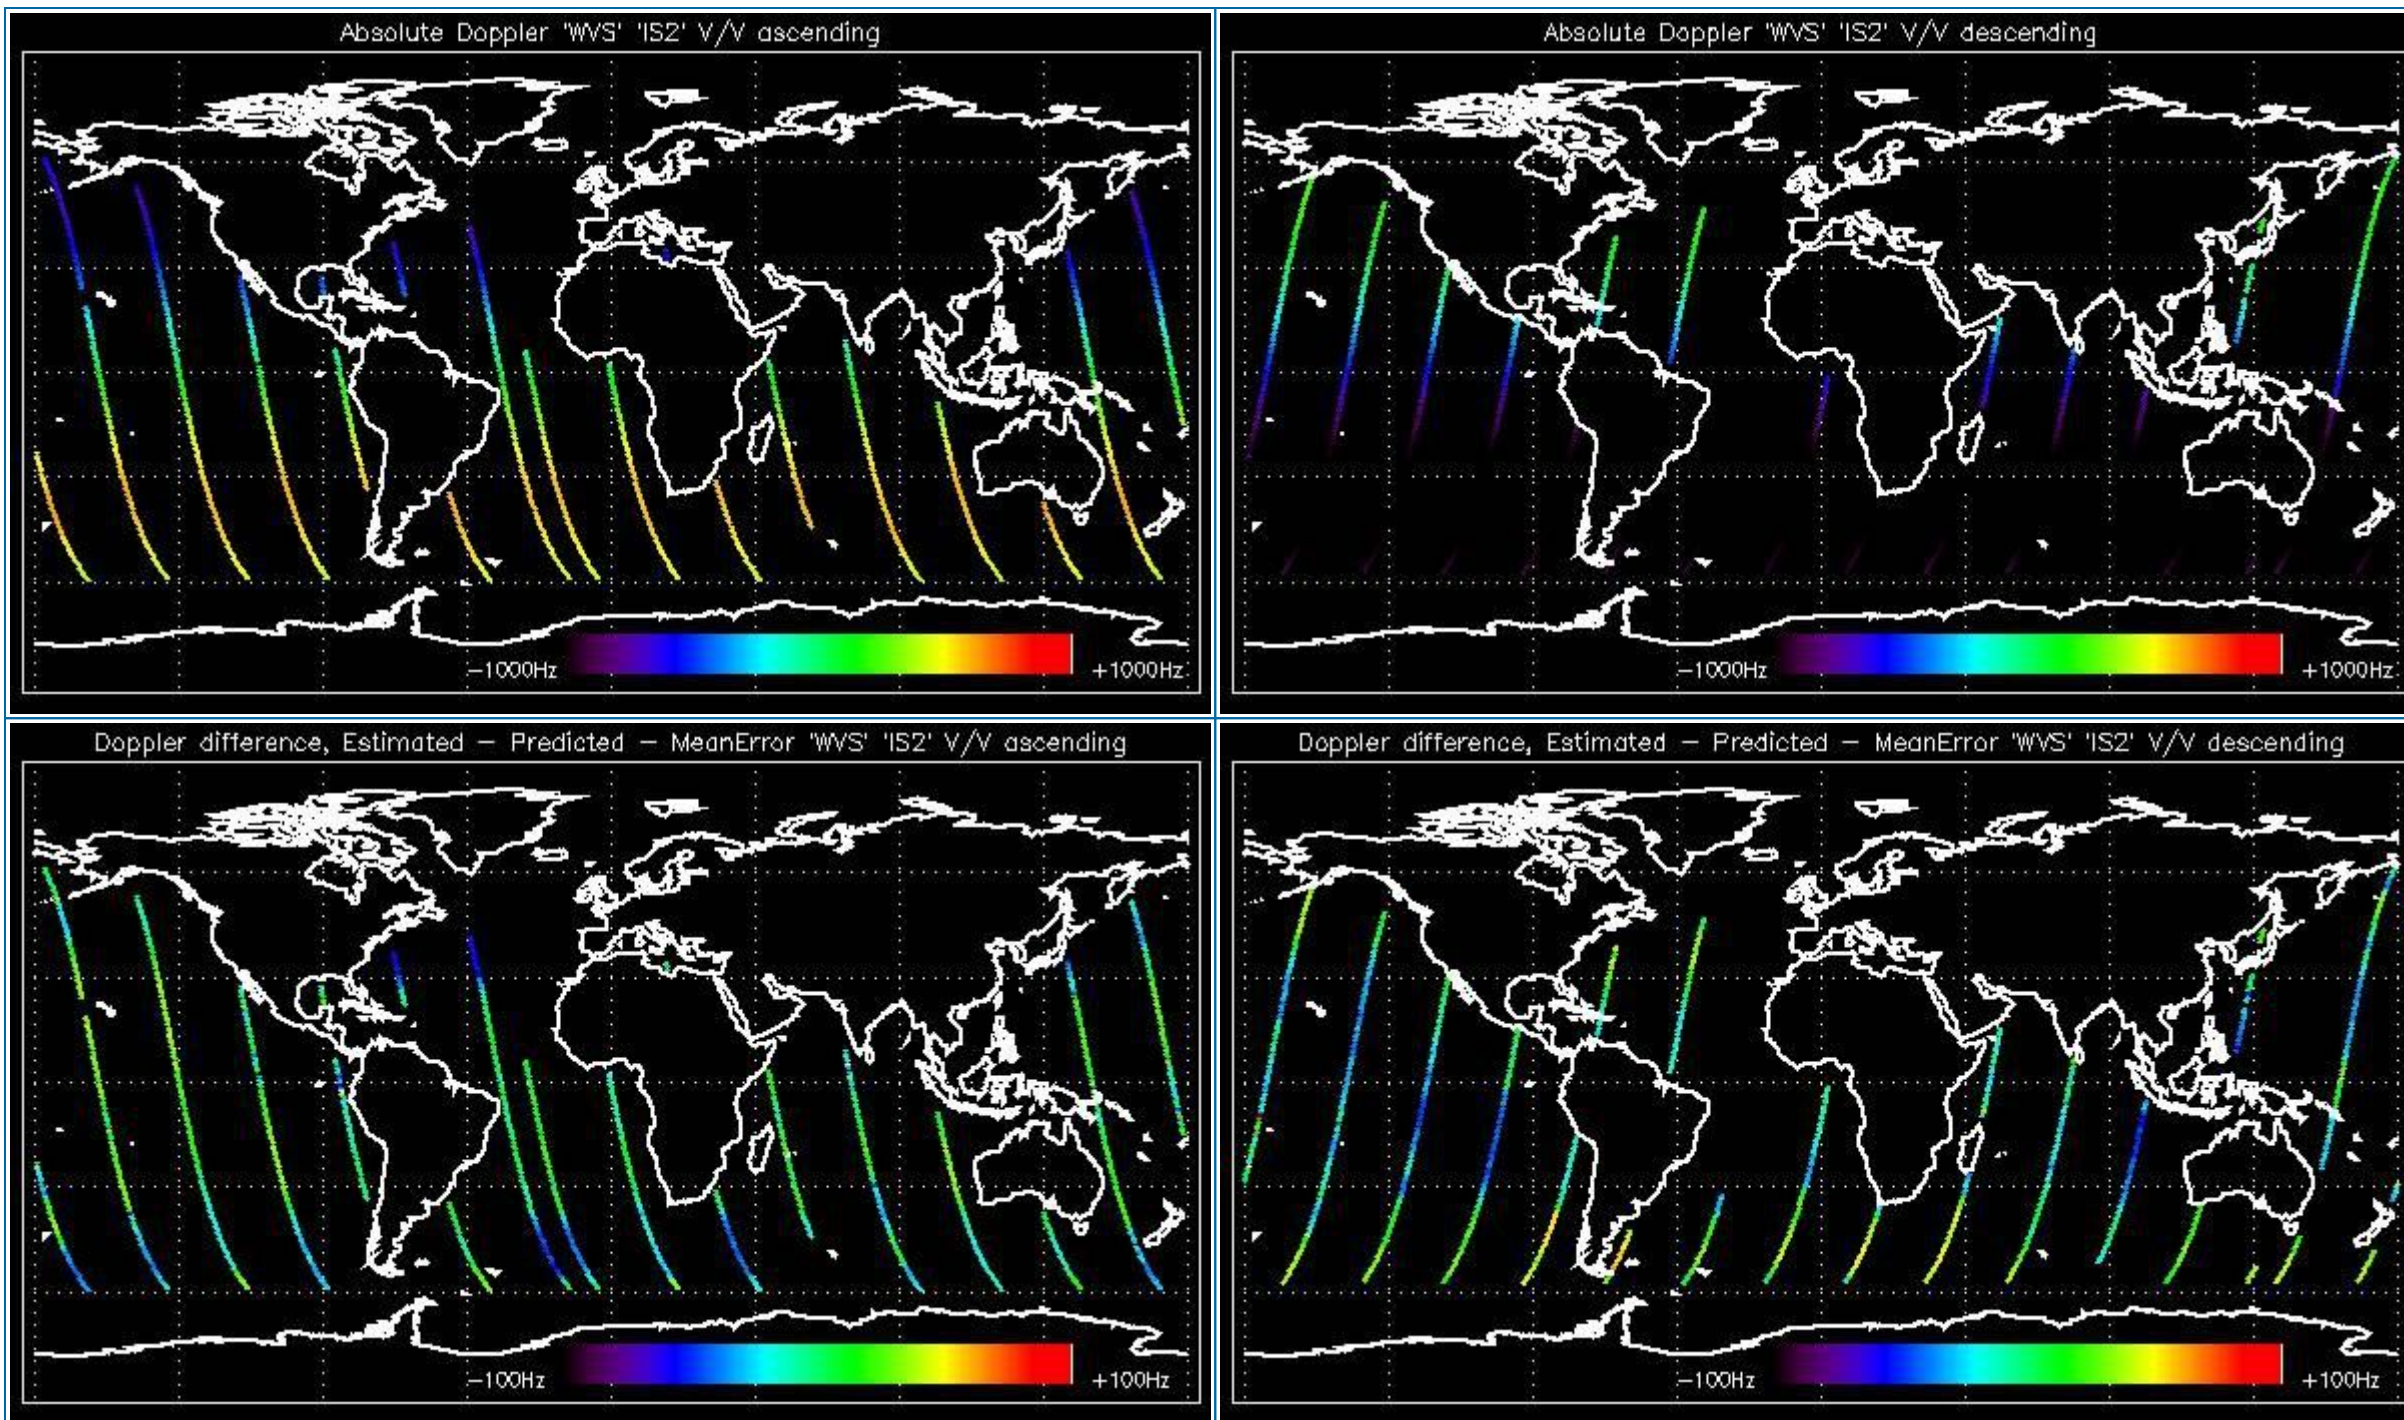 Absolute Doppler 'WVS' 'IS2' V/V ascending
-1000Hz
+1000Hz
Absolute Doppler 'WVS' 'IS2' V/V descending
-1000Hz
+1000Hz
Doppler difference, Estimated - Predicted - MeanError 'WVS' 'IS2' V/V ascending
-100Hz
+100Hz
Doppler difference, Estimated - Predicted - MeanError 'WVS' 'IS2' V/V descending
-100Hz
+100Hz